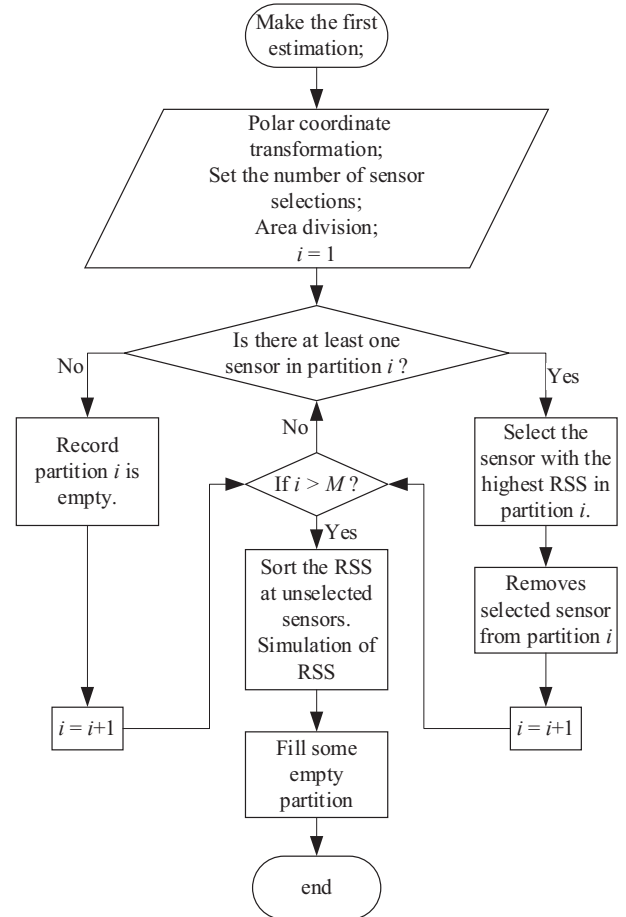 Make the first
estimation;
Polar coordinate
transformation;
Set the number of sensor
selections;
Area division;
i = 1
Is there at least one
sensor in partition i ?
No
Yes
Record
partition i is
empty.
No
If i > M ?
Yes
Select the
sensor with the
highest RSS in
partition i.
Sort the RSS
at unselected
sensors.
Simulation of
RSS
Removes
selected sensor
from partition i
i = i+1
i = i+1
Fill some
empty
partition
end